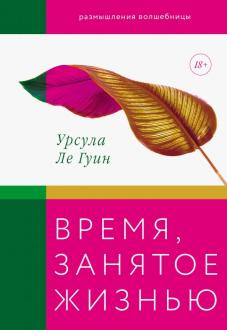 размышления волшебницы
18+
Урсула
Ле Гуин
ВРЕМЯ,
ЗАНЯТОЕ
ЖИЗНЬЮ